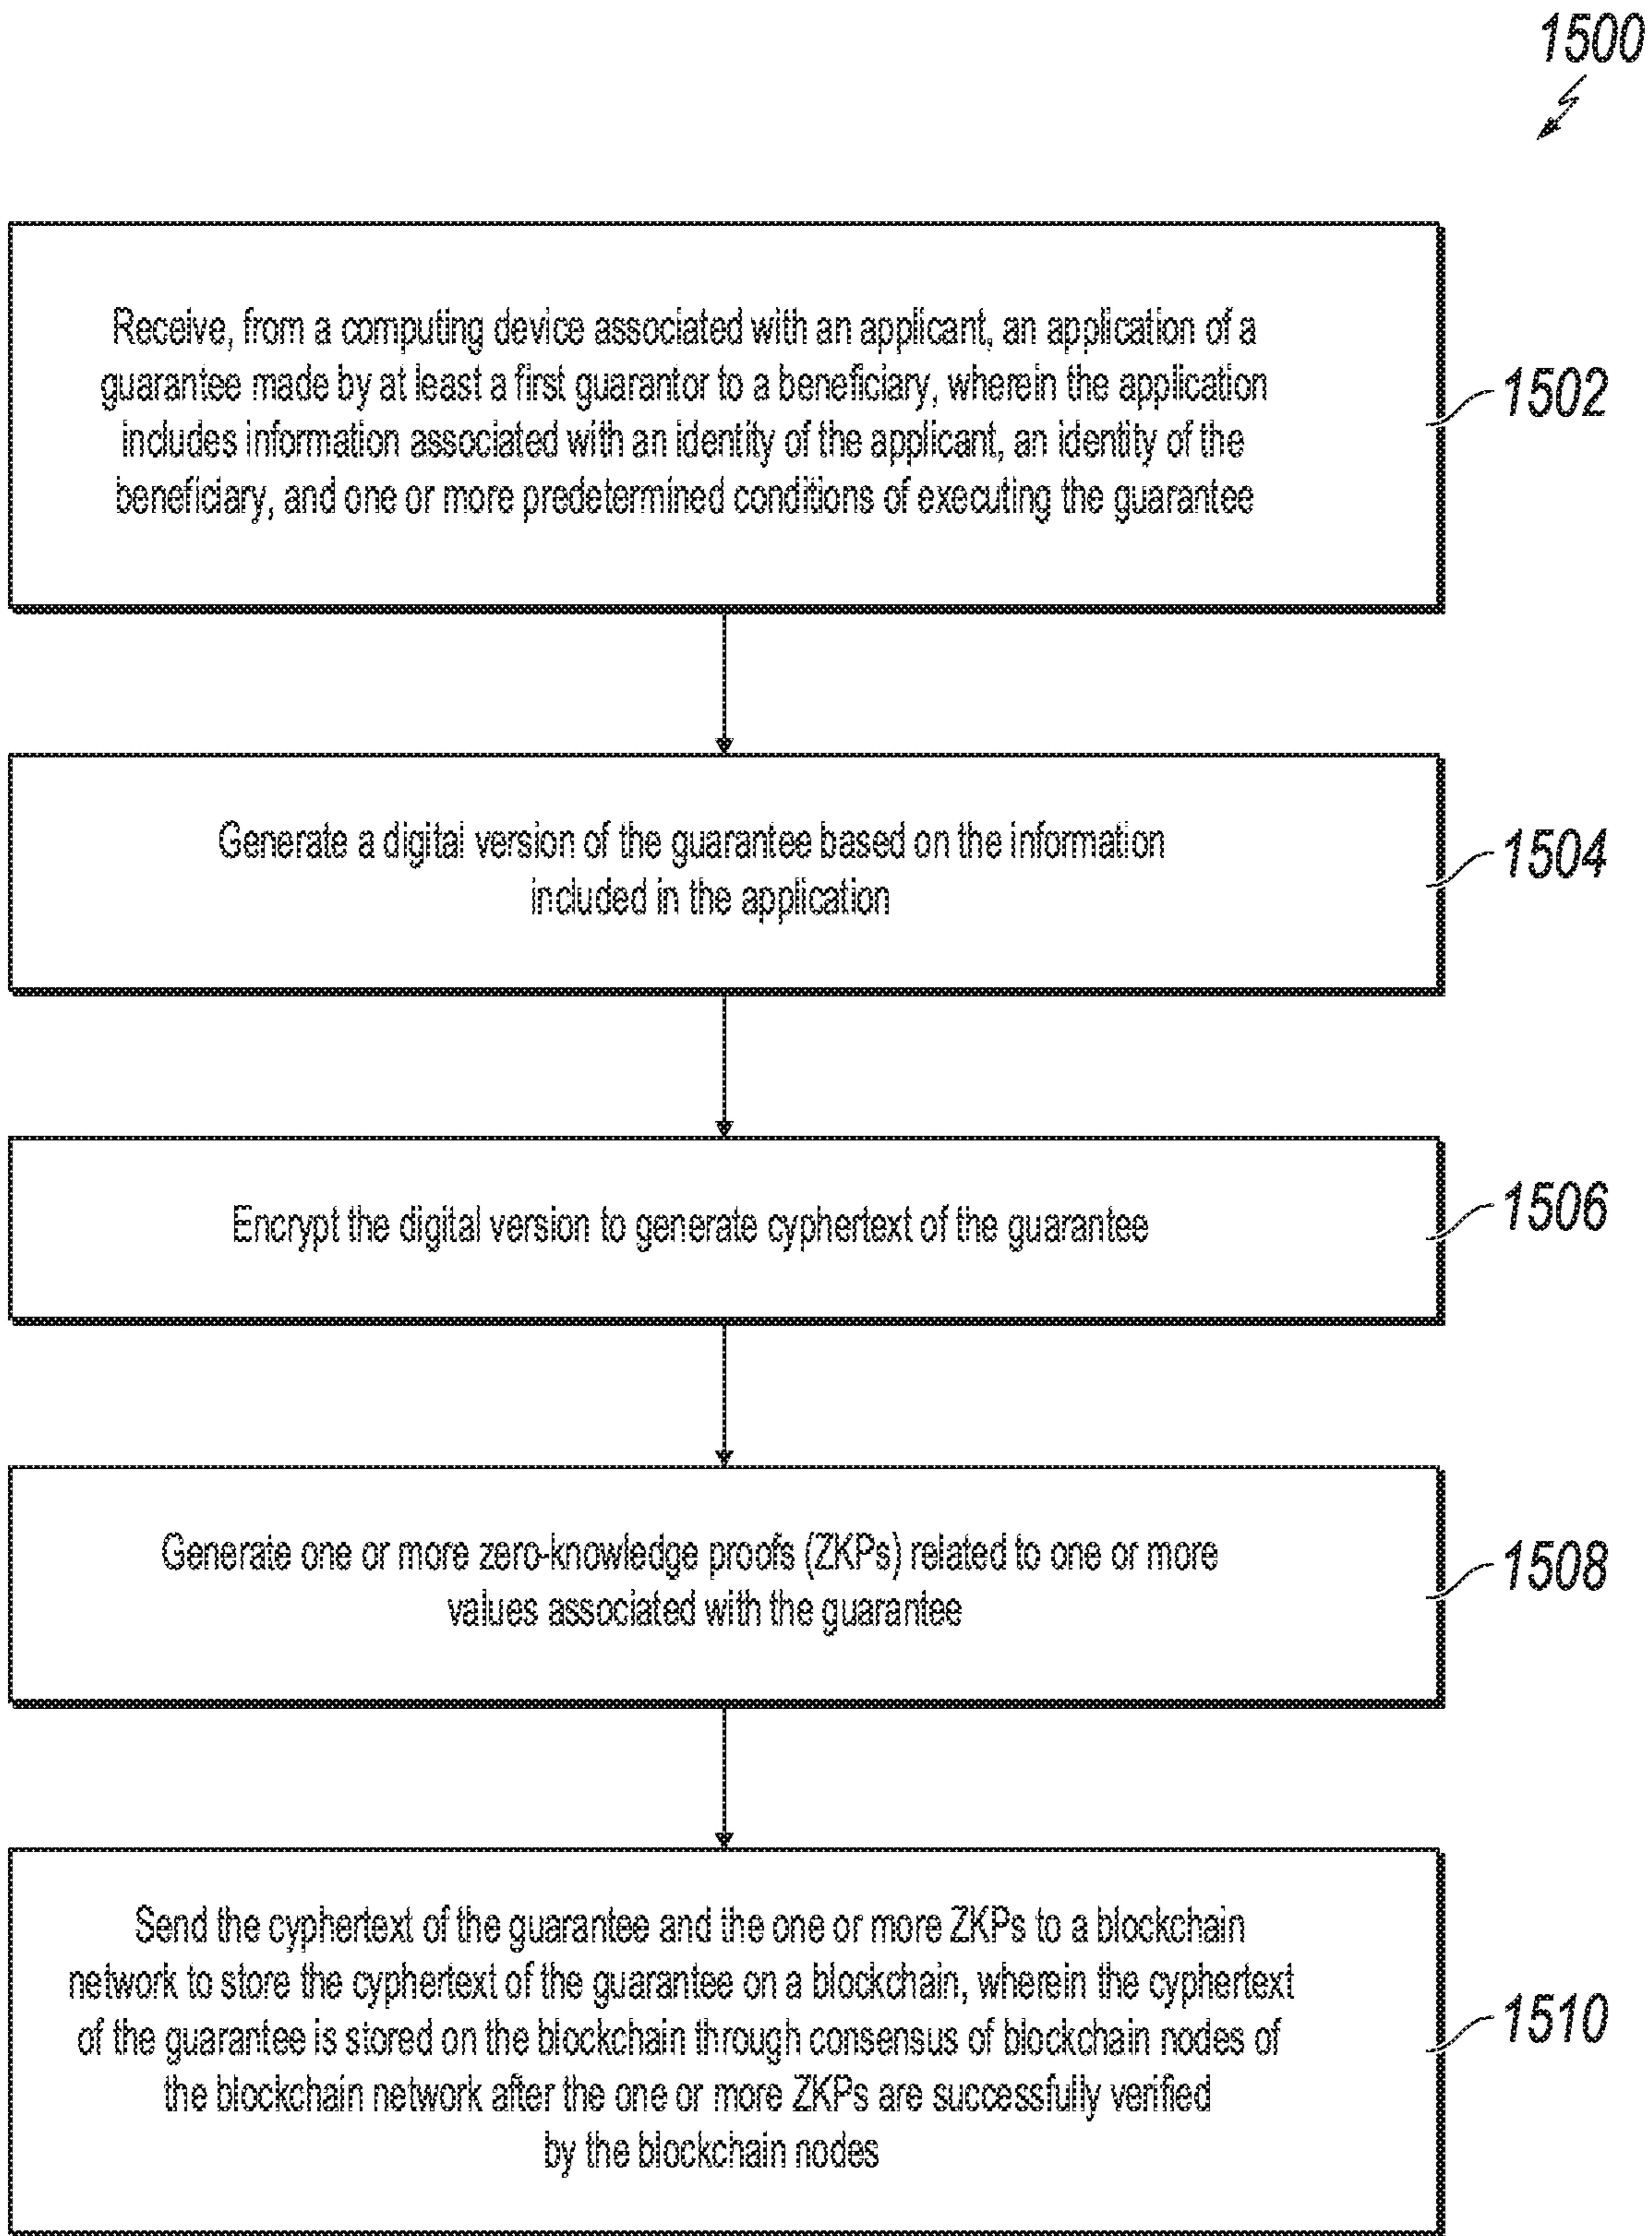 1500
Receive, from a computing device associated with an applicant, an application of a
guarantee made by at least a first guarantor to a beneficiary, wherein the application
includes information associated with an identity of the applicant, an identity of the
beneficiary, and one or more predetermined conditions of executing the guarantee
1502
Generate a digital version of the guarantee based on the information
included in the application
1504
Encrypt the digital version to generate cyphertext of the guarantee
1506
Generate one or more zero-knowledge proofs (ZKPs) related to one or more
values associated with the guarantee
1508
Send the cyphertext of the guarantee and the one or more ZKPs to a blockchain
network to store the cyphertext of the guarantee on a blockchain, wherein the cyphertext
of the guarantee is stored on the blockchain through consensus of blockchain nodes of
the blockchain network after the one or more ZKPs are successfully verified
by the blockchain nodes
1510